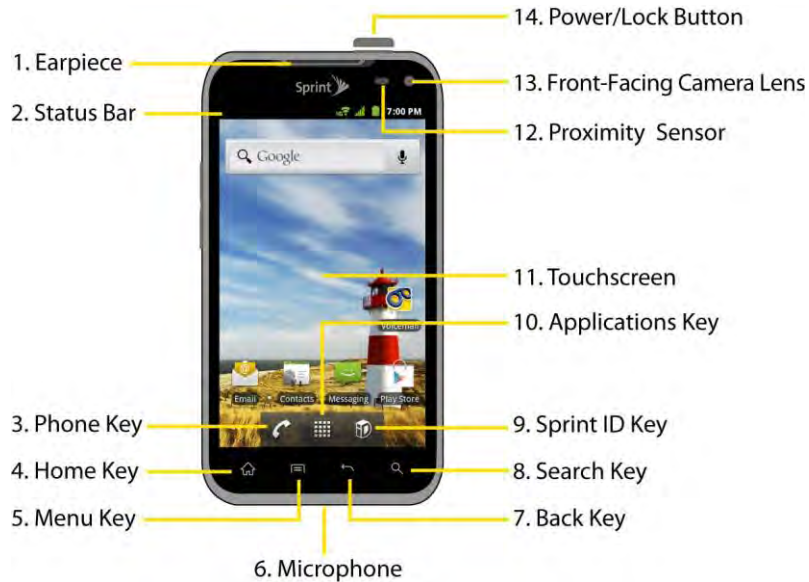 14. Power/Lock Button
1. Earpiece
13. Front-Facing Camera Lens
Sprint
2. Status Bar
7:00 PM
12. Proximity Sensor
Google
11. Touchscreen
10. Applications Key
Voicemail
Email
Contacts
Messaging
Play Store
3. Phone Key
9. Sprint ID Key
4. Home Key
8. Search Key
5. Menu Key
7. Back Key
6. Microphone